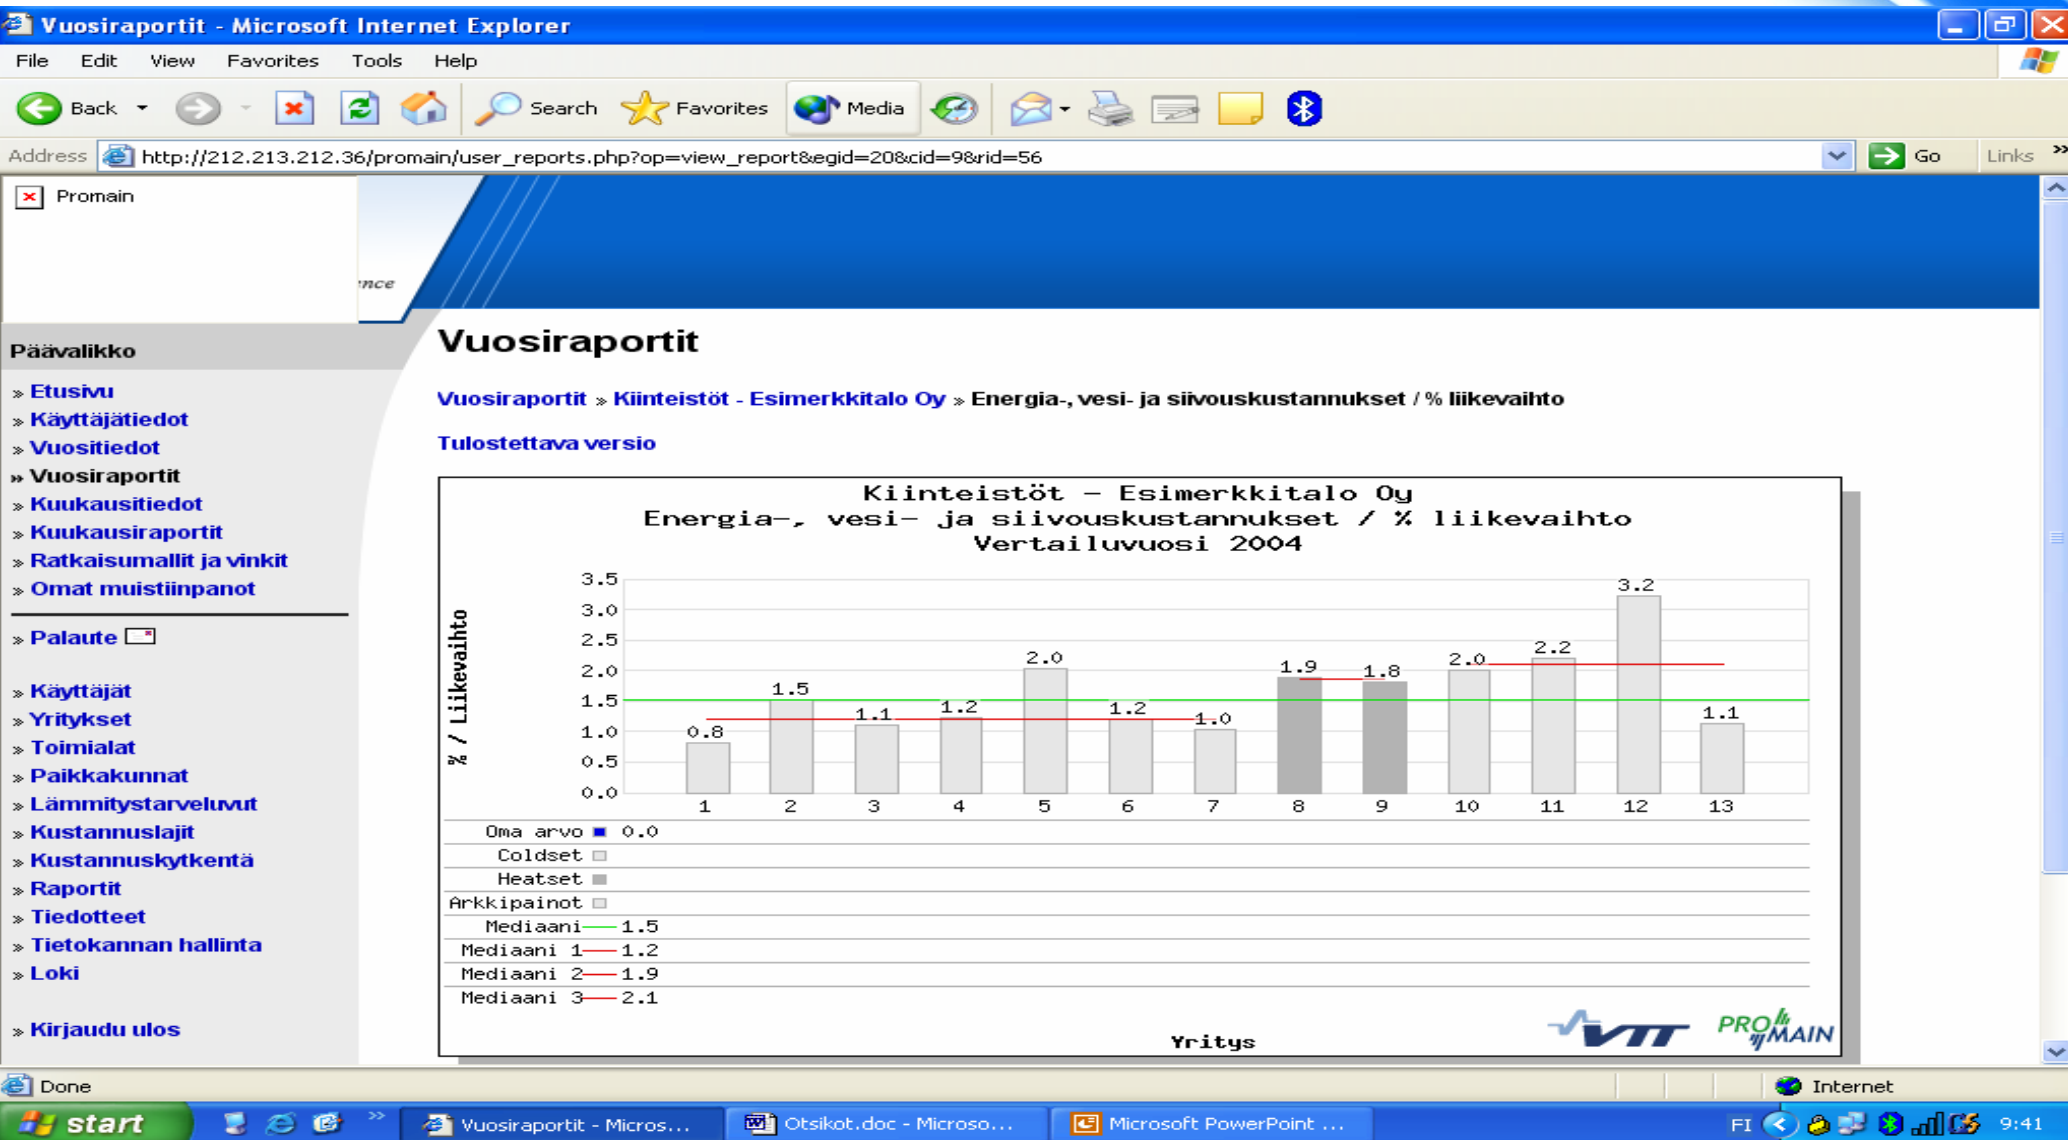 Vuosiraportit - Microsoft Internet Explorer
File Edit View Favorites Tools Help
Back Search Favorites Media
Address http://212.213.212.36/promain/user_reports.php?op=view_report&egid=20&cid=9&rid=56 Go Links »
Promain
ence
Päävalikko
» Etusivu
» Käyttäjätiedot
» Vuositiedot
» Vuosiraportit
» Kuukausitiedot
» Kuukausiraportit
» Ratkaisumallit ja vinkit
» Omat muistiinpanot
» Palaute
» Käyttäjät
» Yritykset
» Toimialat
» Paikkakunnat
» Lämmitystarveluvut
» Kustannuslajit
» Kustannuskytkentä
» Raportit
» Tiedotteet
» Tietokannan hallinta
» Loki
» Kirjaudu ulos
Vuosiraportit
Vuosiraportit » Kiinteistöt - Esimerkkitalo Oy » Energia-, vesi- ja siivouskustannukset / % liikevaihto
Tulostettava versio
Kiinteistöt - Esimerkkitalo Oy
Energia-, vesi- ja siivouskustannukset / % liikevaihto
Vertailuvuosi 2004
% / Liikevaihto
3.5
3.0
2.5
2.0
1.5
1.0
0.5
0.0
0.8 1.5 1.1 1.2 2.0 1.2 1.0 1.9 1.8 2.0 2.2 3.2 1.1
1 2 3 4 5 6 7 8 9 10 11 12 13
Oma arvo 0.0
Coldset
Heatset
Arkkipainot
Mediaani 1.5
Mediaani 1 1.2
Mediaani 2 1.9
Mediaani 3 2.1
Yritys
VTT PROMAIN
Done Internet
start » Vuosiraportit - Micros... Otsikot.doc - Microso... Microsoft PowerPoint ... FI 9:41